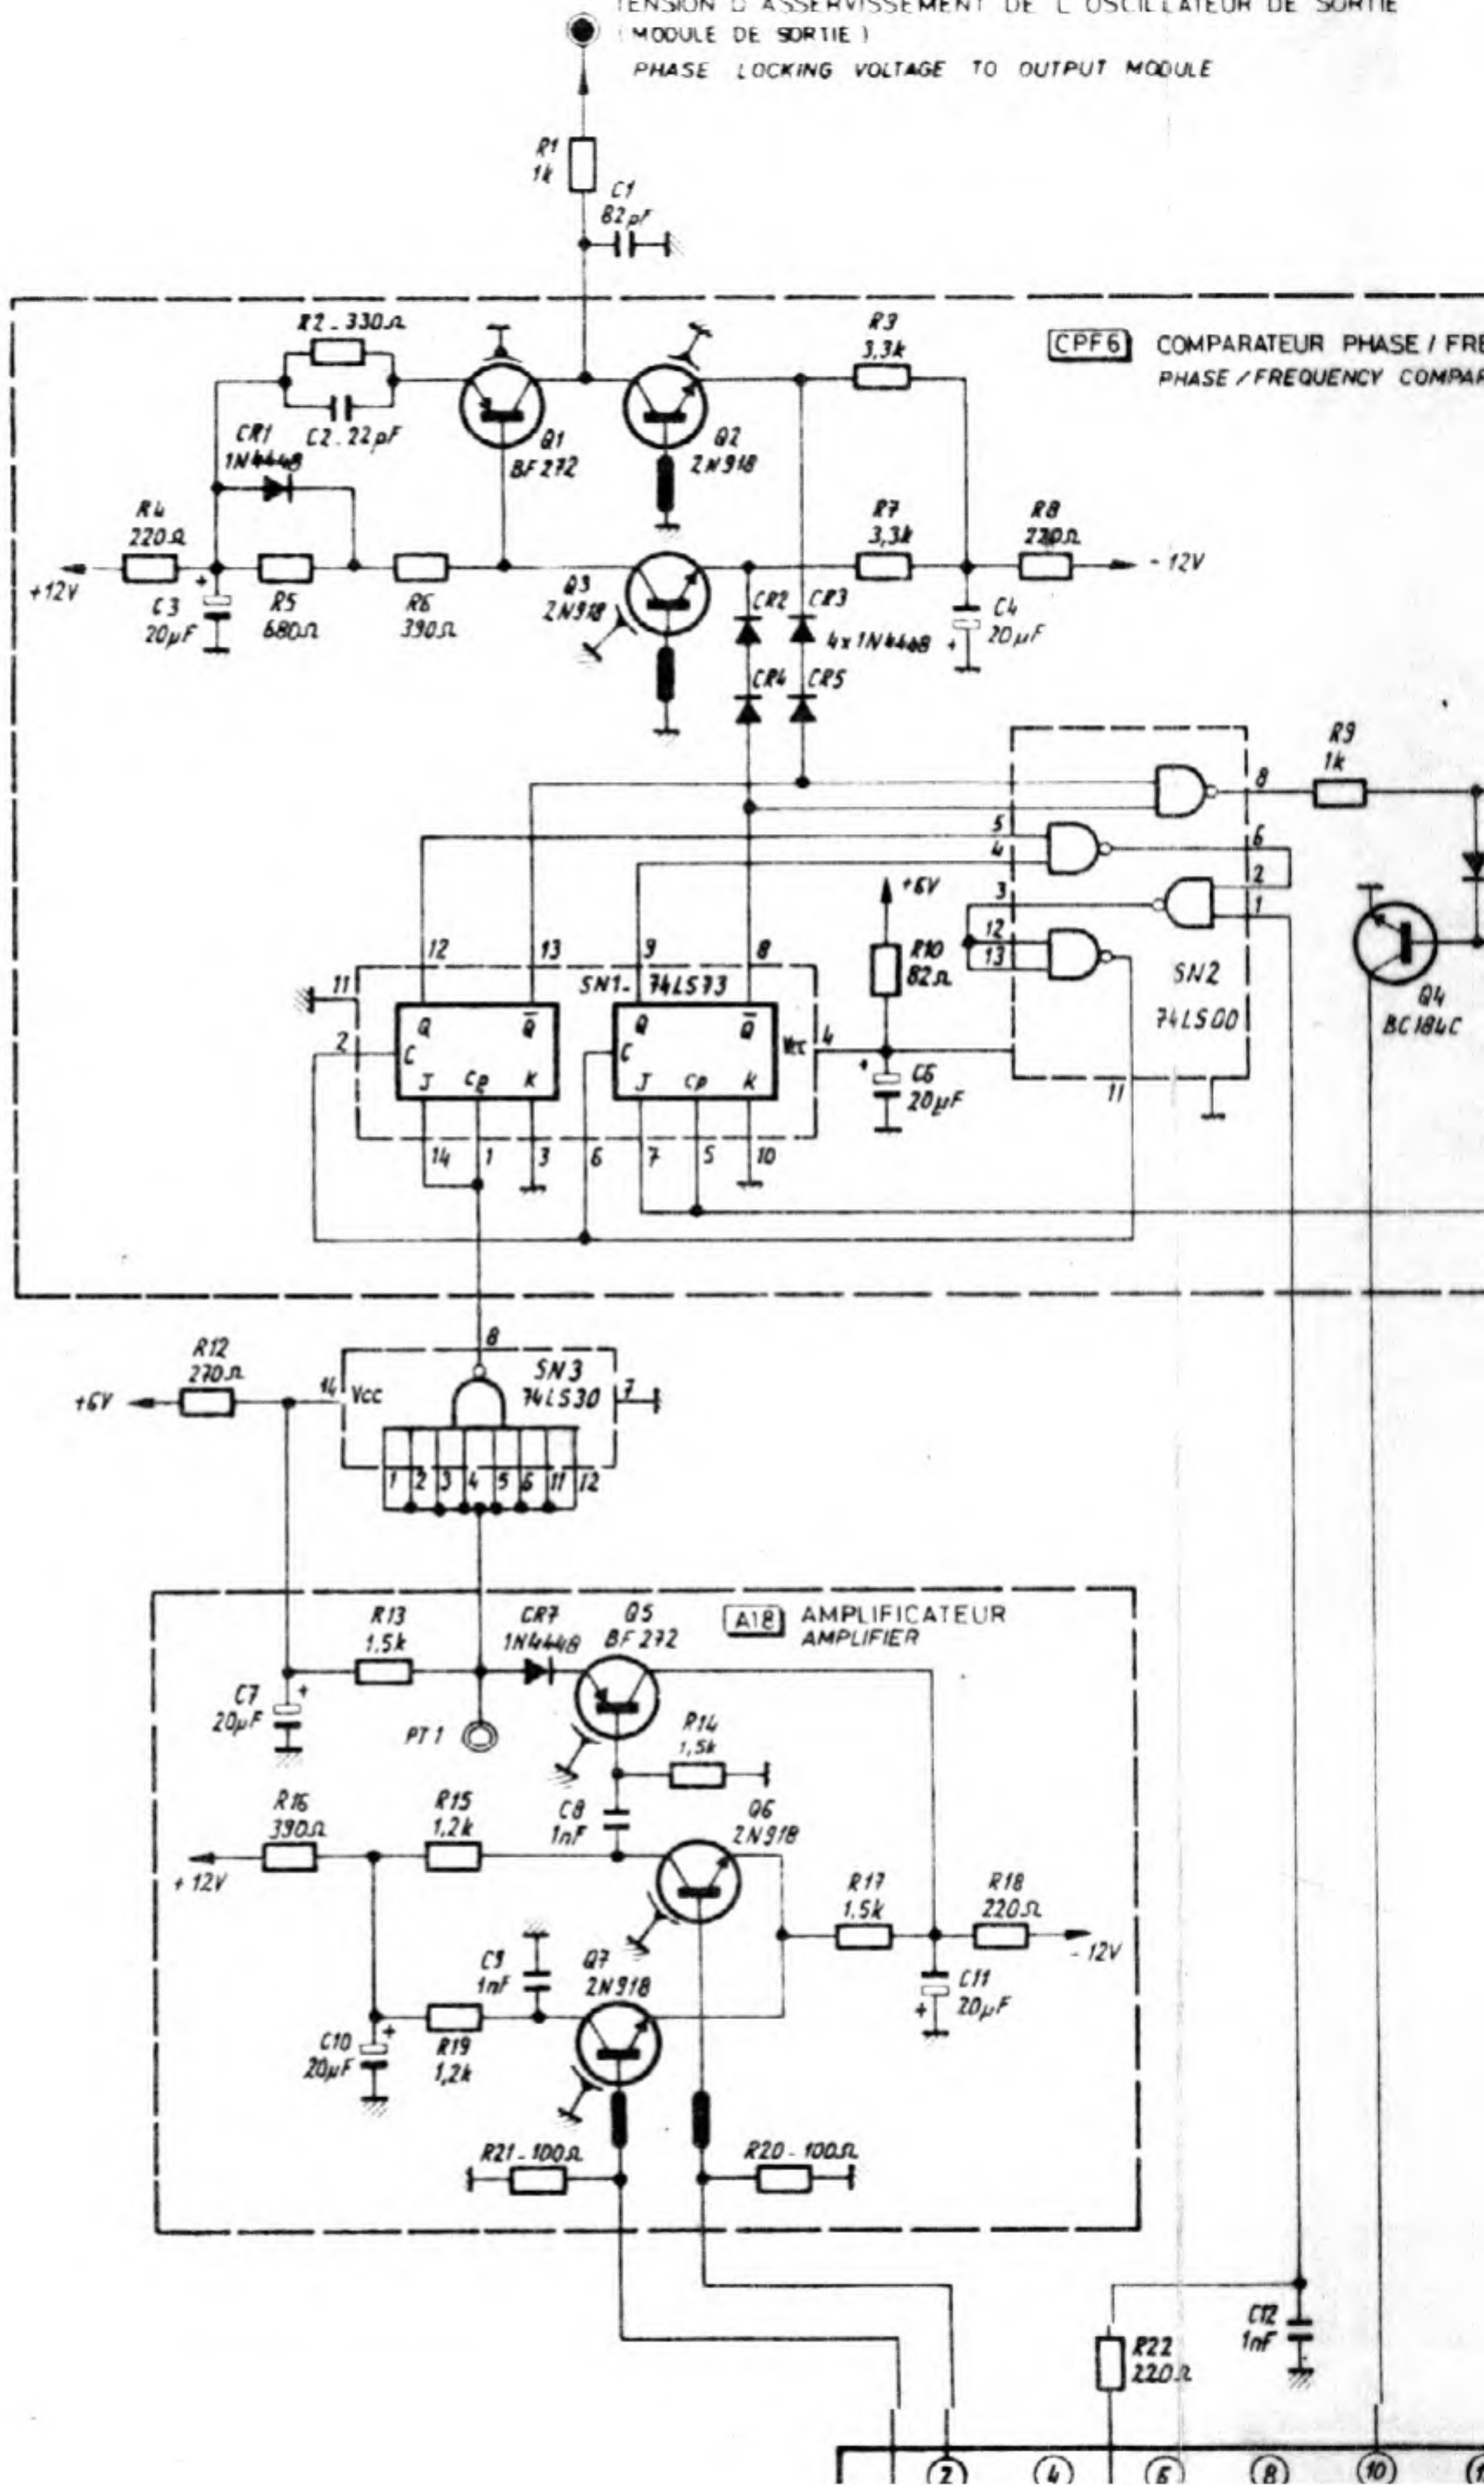 TENSION D'ASSERVISSEMENT DE L'OSCILLATEUR DE SORTIE
(MODULE DE SORTIE)
PHASE LOCKING VOLTAGE TO OUTPUT MODULE
R1
1k
C1
82pF
R2-330Ω
R3
3,3k
CPF6
COMPARATEUR PHASE / FRE
PHASE / FREQUENCY COMPAR
C2-22pF
CR1
1N4448
Q1
BF272
Q2
2N918
R4
220Ω
R7
3,3k
R8
220Ω
+12V
-12V
C3
20µF
+
R5
680Ω
R6
390Ω
Q3
2N918
CR2
CR3
4x1N4448
C4
20µF
+
CR4
CR5
R9
1k
8
5
4
6
2
3
1
+6V
12
13
R10
82Ω
SN2
74LS00
Q4
BC184C
12
13
9
8
11
SN1-74LS73
Q
Q̅
Q
Q̅
2
C
C
Vcc
4
J
Cp
K
J
Cp
K
+
C6
20µF
11
14
1
3
6
7
5
10
8
R12
270Ω
SN3
74LS30
+6V
14
Vcc
7
1
2
3
4
5
6
11
12
R13
1.5k
CR7
1N4448
Q5
BF272
A18
AMPLIFICATEUR
AMPLIFIER
C7
20µF
+
PT1
R14
1,5k
R16
390Ω
R15
1,2k
C8
1nF
Q6
2N918
+12V
R17
1.5k
R18
220Ω
-12V
C9
1nF
Q7
2N918
C11
20µF
+
C10
20µF
+
R19
1,2k
R21-100Ω
R20-100Ω
C12
1nF
R22
220Ω
2
4
6
8
10